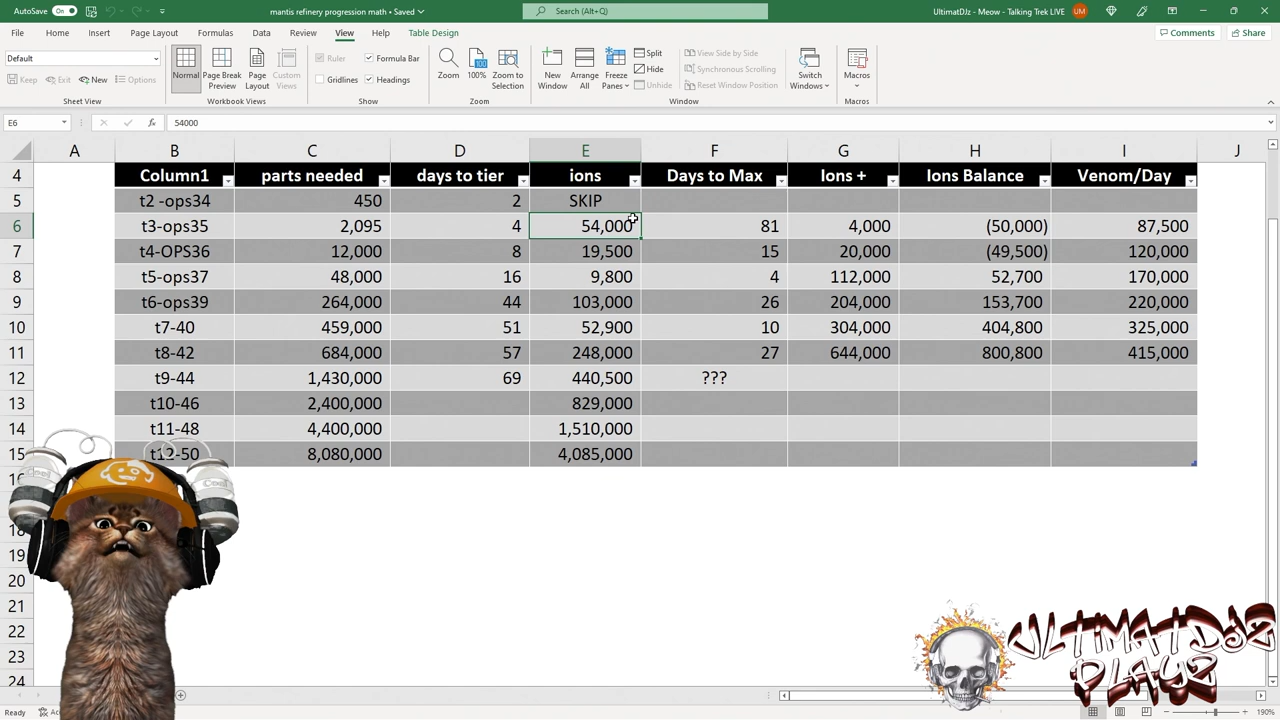 AutoSave On mantis refinery progression math • Saved Search (Alt+Q) UltimatDJz - Meow - Talking Trek LIVE UM
File Home Insert Page Layout Formulas Data Review View Help Table Design Comments Share
Default
Keep Exit New Options
Normal Page Break Preview Page Layout Custom Views
Ruler Formula Bar
Gridlines Headings
Zoom 100% Zoom to Selection
New Window Arrange All Freeze Panes
Split
Hide
Unhide
View Side by Side
Synchronous Scrolling
Reset Window Position
Switch Windows Macros
Sheet View Workbook Views Show Zoom Window Macros
E6 fx 54000
A B C D E F G H I J
4 Column1 parts needed days to tier ions Days to Max Ions + Ions Balance Venom/Day
5 t2 -ops34 450 2 SKIP
6 t3-ops35 2,095 4 54,000 81 4,000 (50,000) 87,500
7 t4-OPS36 12,000 8 19,500 15 20,000 (49,500) 120,000
8 t5-ops37 48,000 16 9,800 4 112,000 52,700 170,000
9 t6-ops39 264,000 44 103,000 26 204,000 153,700 220,000
10 t7-40 459,000 51 52,900 10 304,000 404,800 325,000
11 t8-42 684,000 57 248,000 27 644,000 800,800 415,000
12 t9-44 1,430,000 69 440,500 ???
13 t10-46 2,400,000 829,000
14 t11-48 4,400,000 1,510,000
15 t12-50 8,080,000 4,085,000
18
19
20
21
22
23
24
Cool Cool
ULTiMATDJZ
PLAYZ
Ready 190%